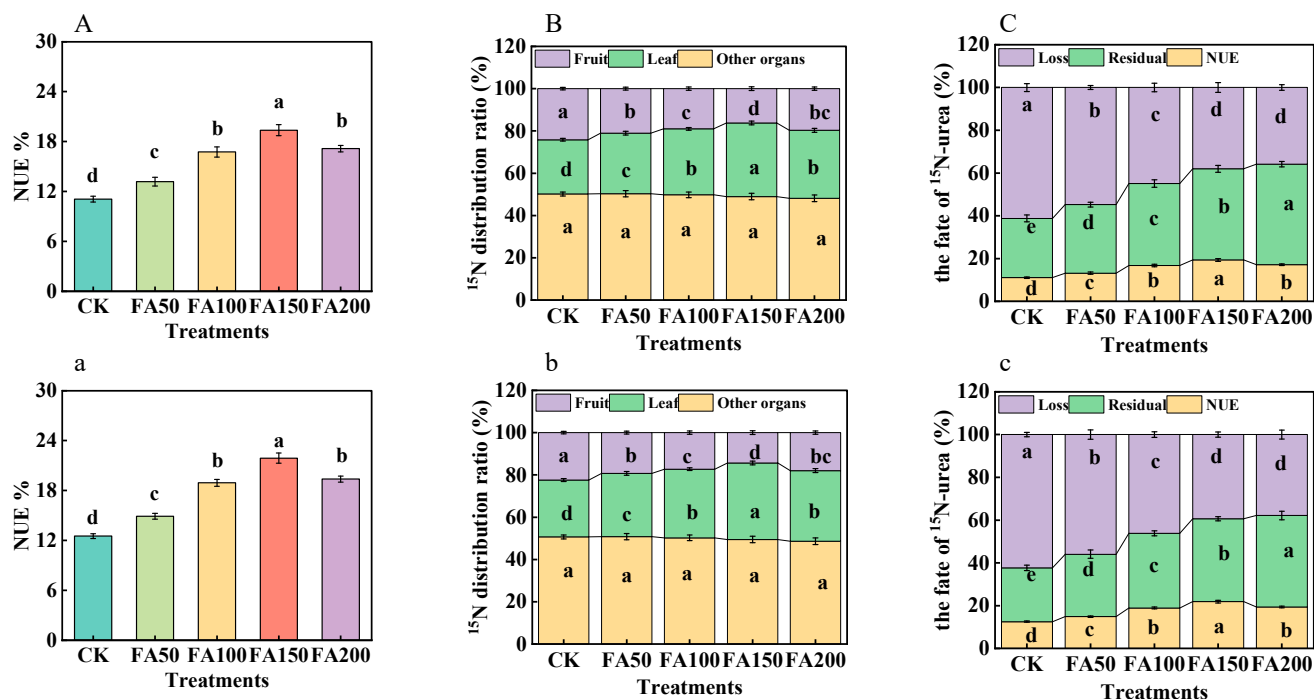 A
30
24
18
12
6
0
NUE %
d
c
b
a
b
CK FA50 FA100 FA150 FA200
Treatments
B
120
100
80
60
40
20
0
¹⁵N distribution ratio (%)
Fruit Leaf Other organs
a b c d bc
d c b a b
a a a a a
CK FA50 FA100 FA150 FA200
Treatments
C
120
100
80
60
40
20
0
the fate of ¹⁵N-urea (%)
Loss Residual NUE
a b c d d
e d c b a
d c b a b
CK FA50 FA100 FA150 FA200
Treatments
a
30
24
18
12
6
0
NUE %
d
c
b
a
b
CK FA50 FA100 FA150 FA200
Treatments
b
120
100
80
60
40
20
0
¹⁵N distribution ratio (%)
Fruit Leaf Other organs
a b c d bc
d c b a b
a a a a a
CK FA50 FA100 FA150 FA200
Treatments
c
120
100
80
60
40
20
0
the fate of ¹⁵N-urea (%)
Loss Residual NUE
a b c d d
e d c b a
d c b a b
CK FA50 FA100 FA150 FA200
Treatments